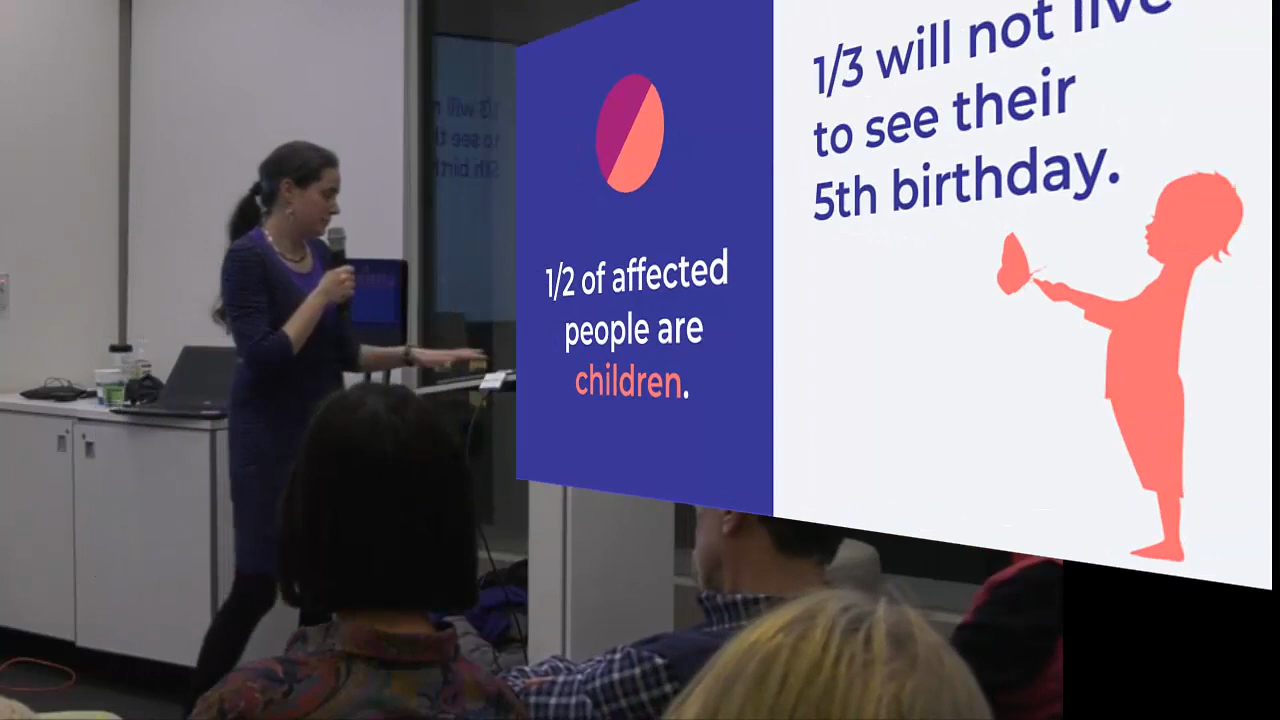 1/2 of affected
people are
children.
1/3 will not live
to see their
5th birthday.